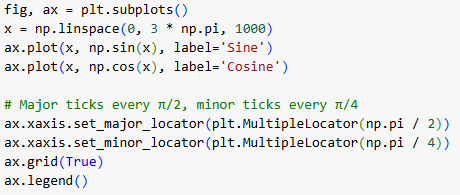 fig, ax = plt.subplots()
x = np.linspace(0, 3 * np.pi, 1000)
ax.plot(x, np.sin(x), label='Sine')
ax.plot(x, np.cos(x), label='Cosine')

# Major ticks every π/2, minor ticks every π/4
ax.xaxis.set_major_locator(plt.MultipleLocator(np.pi / 2))
ax.xaxis.set_minor_locator(plt.MultipleLocator(np.pi / 4))
ax.grid(True)
ax.legend()